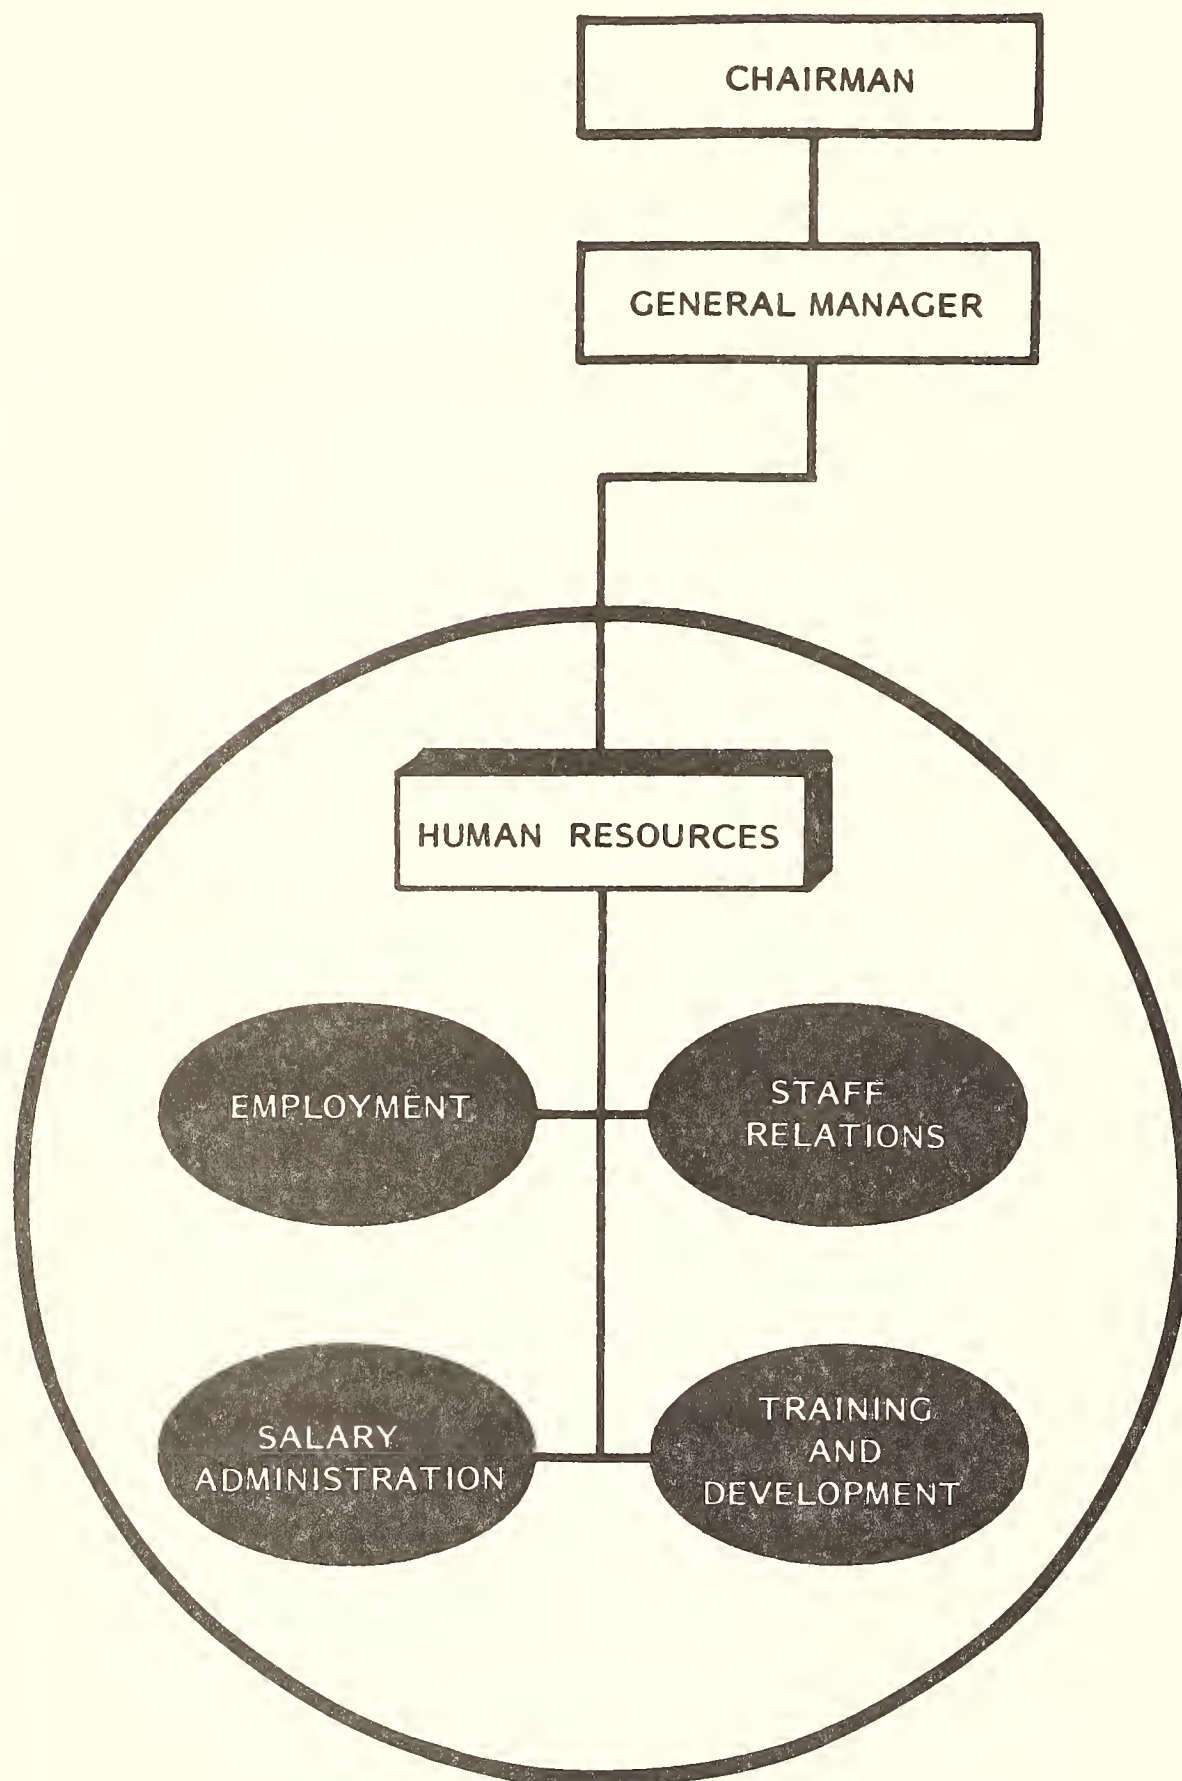 CHAIRMAN
GENERAL MANAGER
HUMAN RESOURCES
EMPLOYMENT
STAFF
RELATIONS
SALARY
ADMINISTRATION
TRAINING
AND
DEVELOPMENT